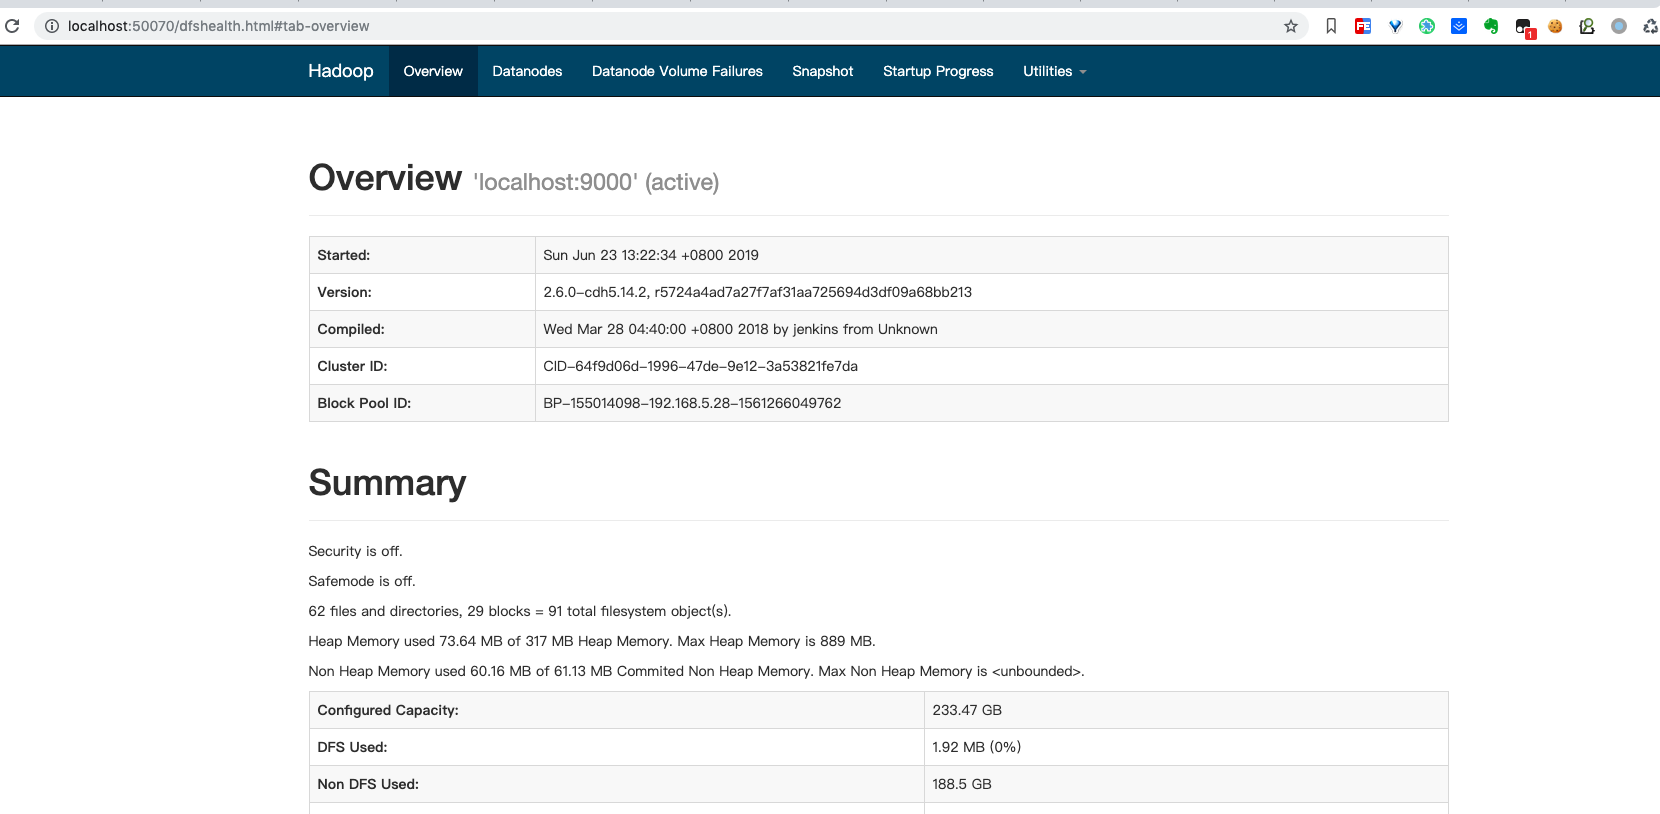 localhost:50070/dfshealth.html#tab-overview
FE
1
Hadoop Overview Datanodes Datanode Volume Failures Snapshot Startup Progress Utilities
Overview 'localhost:9000' (active)
Started: Sun Jun 23 13:22:34 +0800 2019
Version: 2.6.0-cdh5.14.2, r5724a4ad7a27f7af31aa725694d3df09a68bb213
Compiled: Wed Mar 28 04:40:00 +0800 2018 by jenkins from Unknown
Cluster ID: CID-64f9d06d-1996-47de-9e12-3a53821fe7da
Block Pool ID: BP-155014098-192.168.5.28-1561266049762
Summary
Security is off.
Safemode is off.
62 files and directories, 29 blocks = 91 total filesystem object(s).
Heap Memory used 73.64 MB of 317 MB Heap Memory. Max Heap Memory is 889 MB.
Non Heap Memory used 60.16 MB of 61.13 MB Commited Non Heap Memory. Max Non Heap Memory is <unbounded>.
Configured Capacity: 233.47 GB
DFS Used: 1.92 MB (0%)
Non DFS Used: 188.5 GB